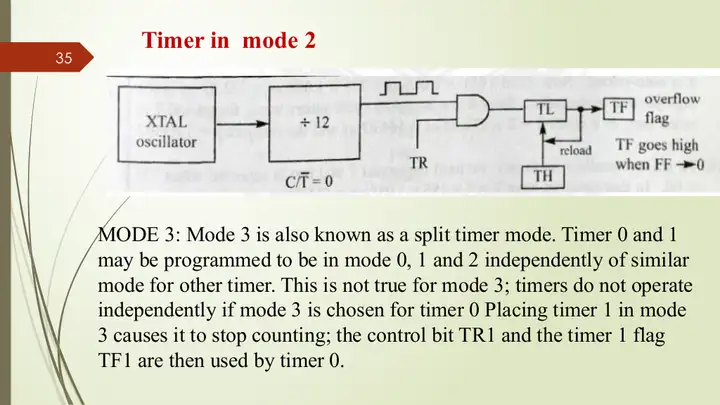 Timer in mode 2
35
XTAL
oscillator
÷ 12
C/T̅ = 0
TR
TL
TF
overflow
flag
reload
TH
TF goes high
when FF →0
MODE 3: Mode 3 is also known as a split timer mode. Timer 0 and 1
may be programmed to be in mode 0, 1 and 2 independently of similar
mode for other timer. This is not true for mode 3; timers do not operate
independently if mode 3 is chosen for timer 0 Placing timer 1 in mode
3 causes it to stop counting; the control bit TR1 and the timer 1 flag
TF1 are then used by timer 0.